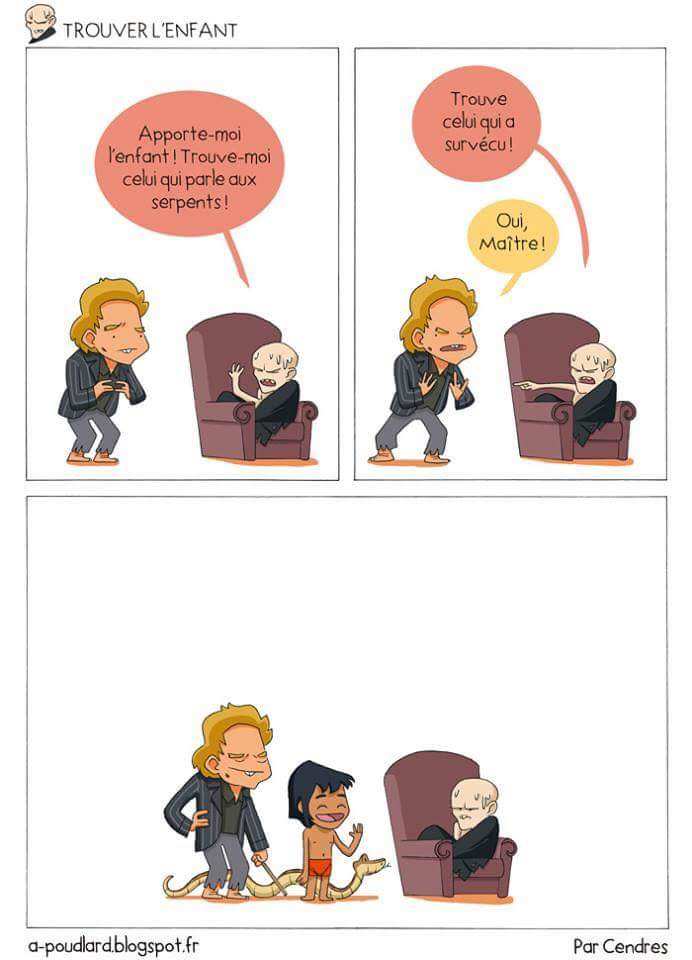 TROUVER L'ENFANT
Apporte-moi
l'enfant ! Trouve-moi
celui qui parle aux
serpents !
Trouve
celui qui a
survécu !
Oui,
Maître !
a-poudlard.blogspot.fr
Par Cendres